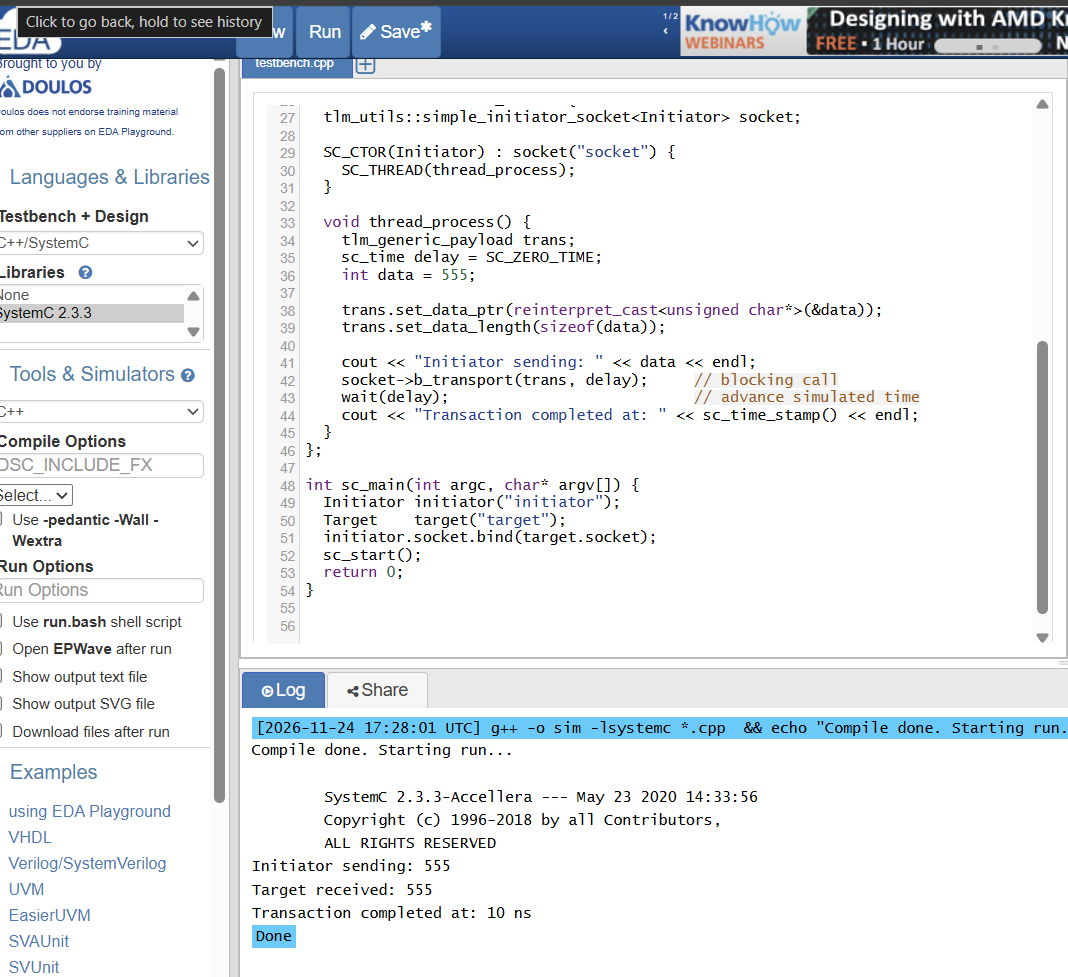 Click to go back, hold to see history
EDA
Run
Save*
1/2
KnowHow
WEBINARS
Designing with AMD
FREE • 1 Hour
Brought to you by
DOULOS
Doulos does not endorse training material
from other suppliers on EDA Playground.
Languages & Libraries
Testbench + Design
C++/SystemC
Libraries
None
SystemC 2.3.3
Tools & Simulators
C++
Compile Options
DSC_INCLUDE_FX
Select...
Use -pedantic -Wall -
Wextra
Run Options
Run Options
Use run.bash shell script
Open EPWave after run
Show output text file
Show output SVG file
Download files after run
Examples
using EDA Playground
VHDL
Verilog/SystemVerilog
UVM
EasierUVM
SVAUnit
SVUnit
testbench.cpp
27 tlm_utils::simple_initiator_socket<Initiator> socket;
28
29 SC_CTOR(Initiator) : socket("socket") {
30 SC_THREAD(thread_process);
31 }
32
33 void thread_process() {
34 tlm_generic_payload trans;
35 sc_time delay = SC_ZERO_TIME;
36 int data = 555;
37
38 trans.set_data_ptr(reinterpret_cast<unsigned char*>(&data));
39 trans.set_data_length(sizeof(data));
40
41 cout << "Initiator sending: " << data << endl;
42 socket->b_transport(trans, delay); // blocking call
43 wait(delay); // advance simulated time
44 cout << "Transaction completed at: " << sc_time_stamp() << endl;
45 }
46 };
47
48 int sc_main(int argc, char* argv[]) {
49 Initiator initiator("initiator");
50 Target target("target");
51 initiator.socket.bind(target.socket);
52 sc_start();
53 return 0;
54 }
55
56
Log
Share
[2026-11-24 17:28:01 UTC] g++ -o sim -lsystemc *.cpp && echo "Compile done. Starting run.
Compile done. Starting run...
SystemC 2.3.3-Accellera --- May 23 2020 14:33:56
Copyright (c) 1996-2018 by all Contributors,
ALL RIGHTS RESERVED
Initiator sending: 555
Target received: 555
Transaction completed at: 10 ns
Done